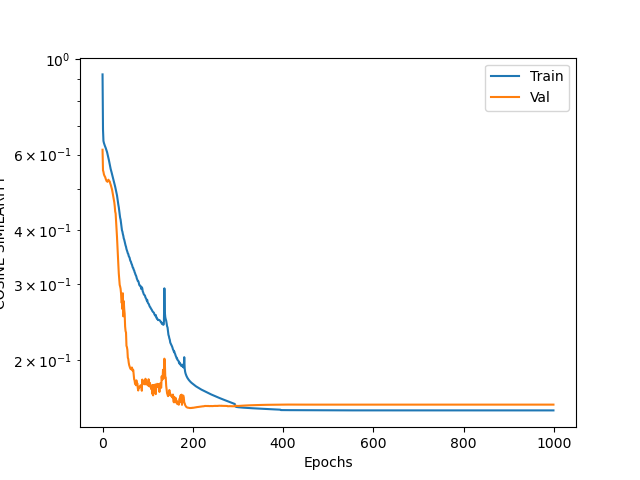 10⁰
6 × 10⁻¹
4 × 10⁻¹
3 × 10⁻¹
2 × 10⁻¹
COSINE SIMILARITY
Train
Val
0 200 400 600 800 1000
Epochs